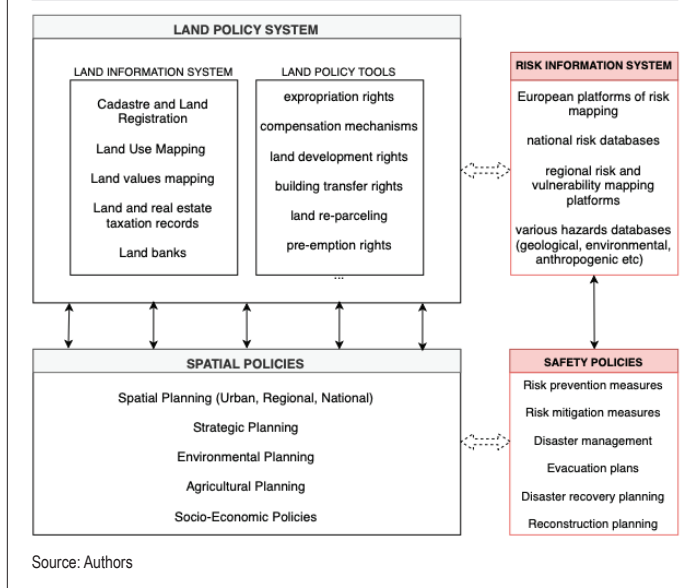 LAND POLICY SYSTEM
LAND INFORMATION SYSTEM
Cadastre and Land
Registration
Land Use Mapping
Land values mapping
Land and real estate
taxation records
Land banks
LAND POLICY TOOLS
expropriation rights
compensation mechanisms
land development rights
building transfer rights
land re-parceling
pre-emption rights
...
RISK INFORMATION SYSTEM
European platforms of risk
mapping
national risk databases
regional risk and
vulnerability mapping
platforms
various hazards databases
(geological, environmental,
anthropogenic etc)
SPATIAL POLICIES
Spatial Planning (Urban, Regional, National)
Strategic Planning
Environmental Planning
Agricultural Planning
Socio-Economic Policies
SAFETY POLICIES
Risk prevention measures
Risk mitigation measures
Disaster management
Evacuation plans
Disaster recovery planning
Reconstruction planning
Source: Authors